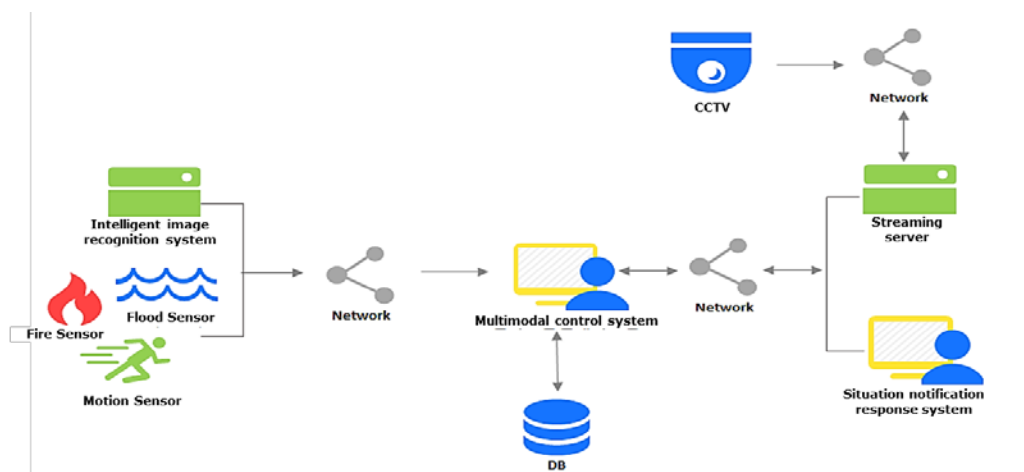 CCTV
Network
Intelligent image
recognition system
Streaming
server
Fire Sensor
Flood Sensor
Network
Multimodal control system
Network
Motion Sensor
Situation notification
response system
DB